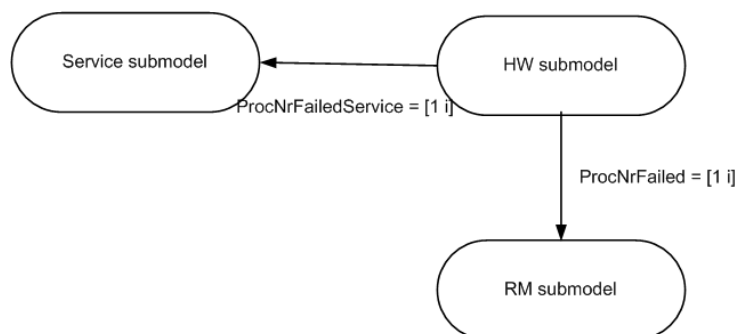 Service submodel
HW submodel
ProcNrFailedService = [1 i]
ProcNrFailed = [1 i]
RM submodel